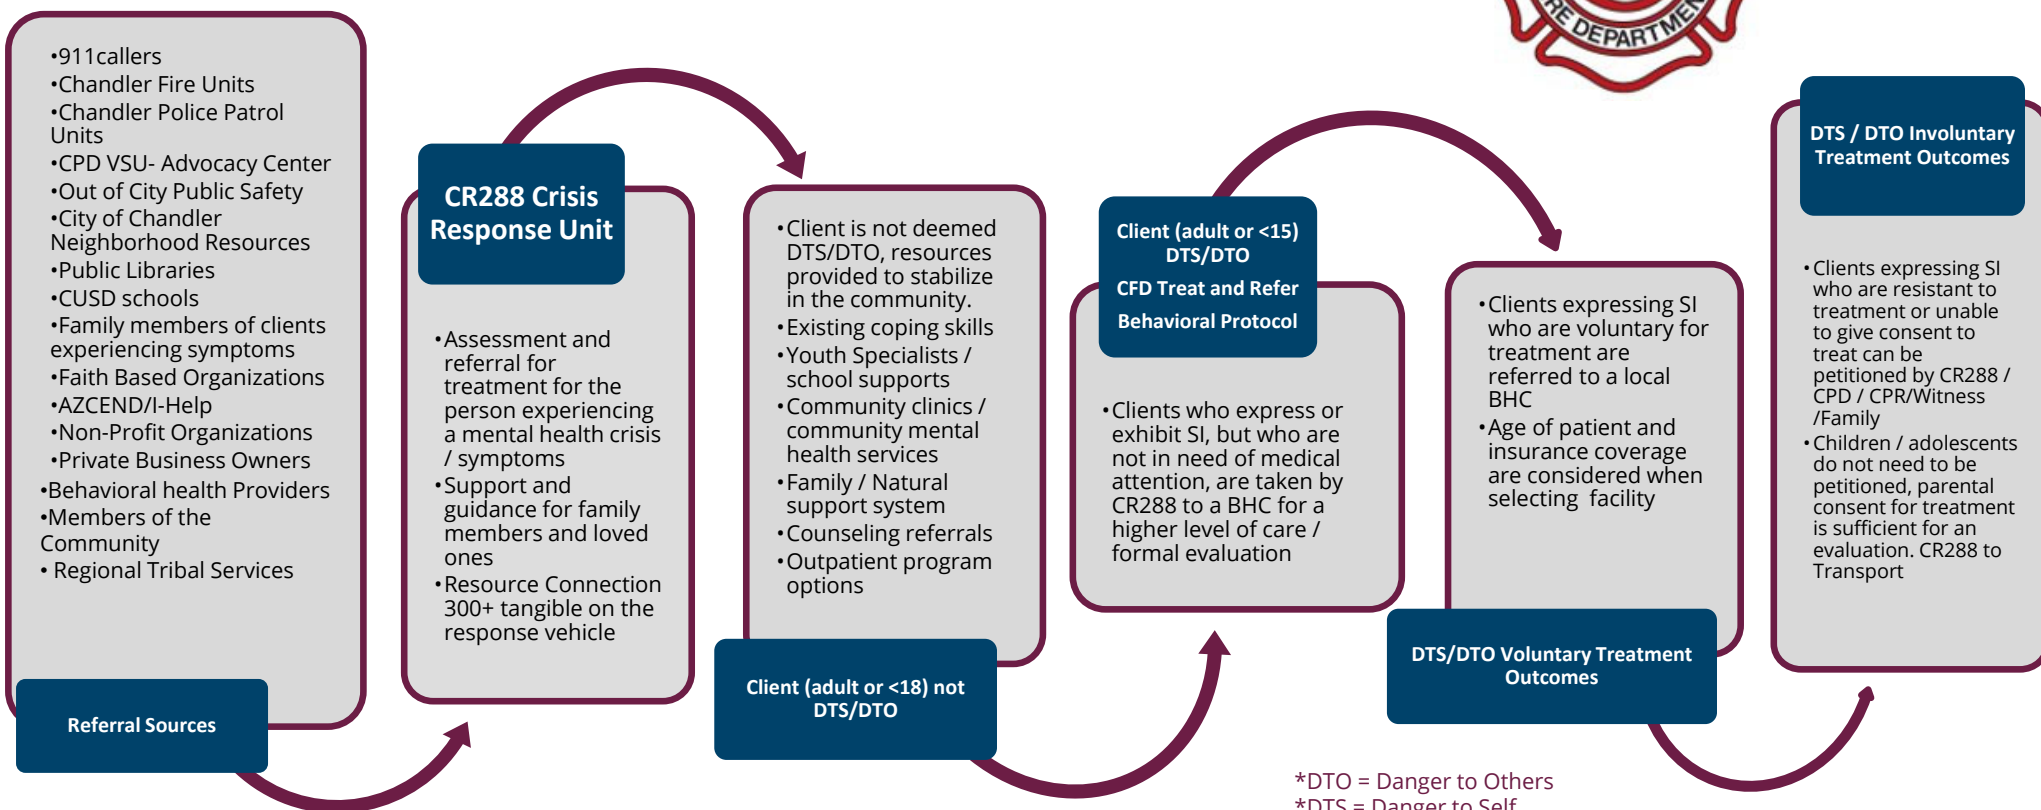 •911callers
•Chandler Fire Units
•Chandler Police Patrol
Units
•CPD VSU- Advocacy Center
•Out of City Public Safety
•City of Chandler
Neighborhood Resources
•Public Libraries
•CUSD schools
•Family members of clients
experiencing symptoms
•Faith Based Organizations
•AZCEND/I-Help
•Non-Profit Organizations
•Private Business Owners
•Behavioral health Providers
•Members of the
Community
• Regional Tribal Services
Referral Sources
CR288 Crisis
Response Unit
•Assessment and
referral for
treatment for the
person experiencing
a mental health crisis
/ symptoms
•Support and
guidance for family
members and loved
ones
•Resource Connection
300+ tangible on the
response vehicle
•Client is not deemed
DTS/DTO, resources
provided to stabilize
in the community.
•Existing coping skills
•Youth Specialists /
school supports
•Community clinics /
community mental
health services
•Family / Natural
support system
•Counseling referrals
•Outpatient program
options
Client (adult or <18) not
DTS/DTO
Client (adult or <15)
DTS/DTO
CFD Treat and Refer
Behavioral Protocol
•Clients who express or
exhibit SI, but who are
not in need of medical
attention, are taken by
CR288 to a BHC for a
higher level of care /
formal evaluation
•Clients expressing SI
who are voluntary for
treatment are
referred to a local
BHC
•Age of patient and
insurance coverage
are considered when
selecting facility
DTS/DTO Voluntary Treatment
Outcomes
DEPARTMENT
DTS / DTO Involuntary
Treatment Outcomes
•Clients expressing SI
who are resistant to
treatment or unable
to give consent to
treat can be
petitioned by CR288 /
CPD / CPR/Witness
/Family
•Children / adolescents
do not need to be
petitioned, parental
consent for treatment
is sufficient for an
evaluation. CR288 to
Transport
*DTO = Danger to Others
*DTS = Danger to Self